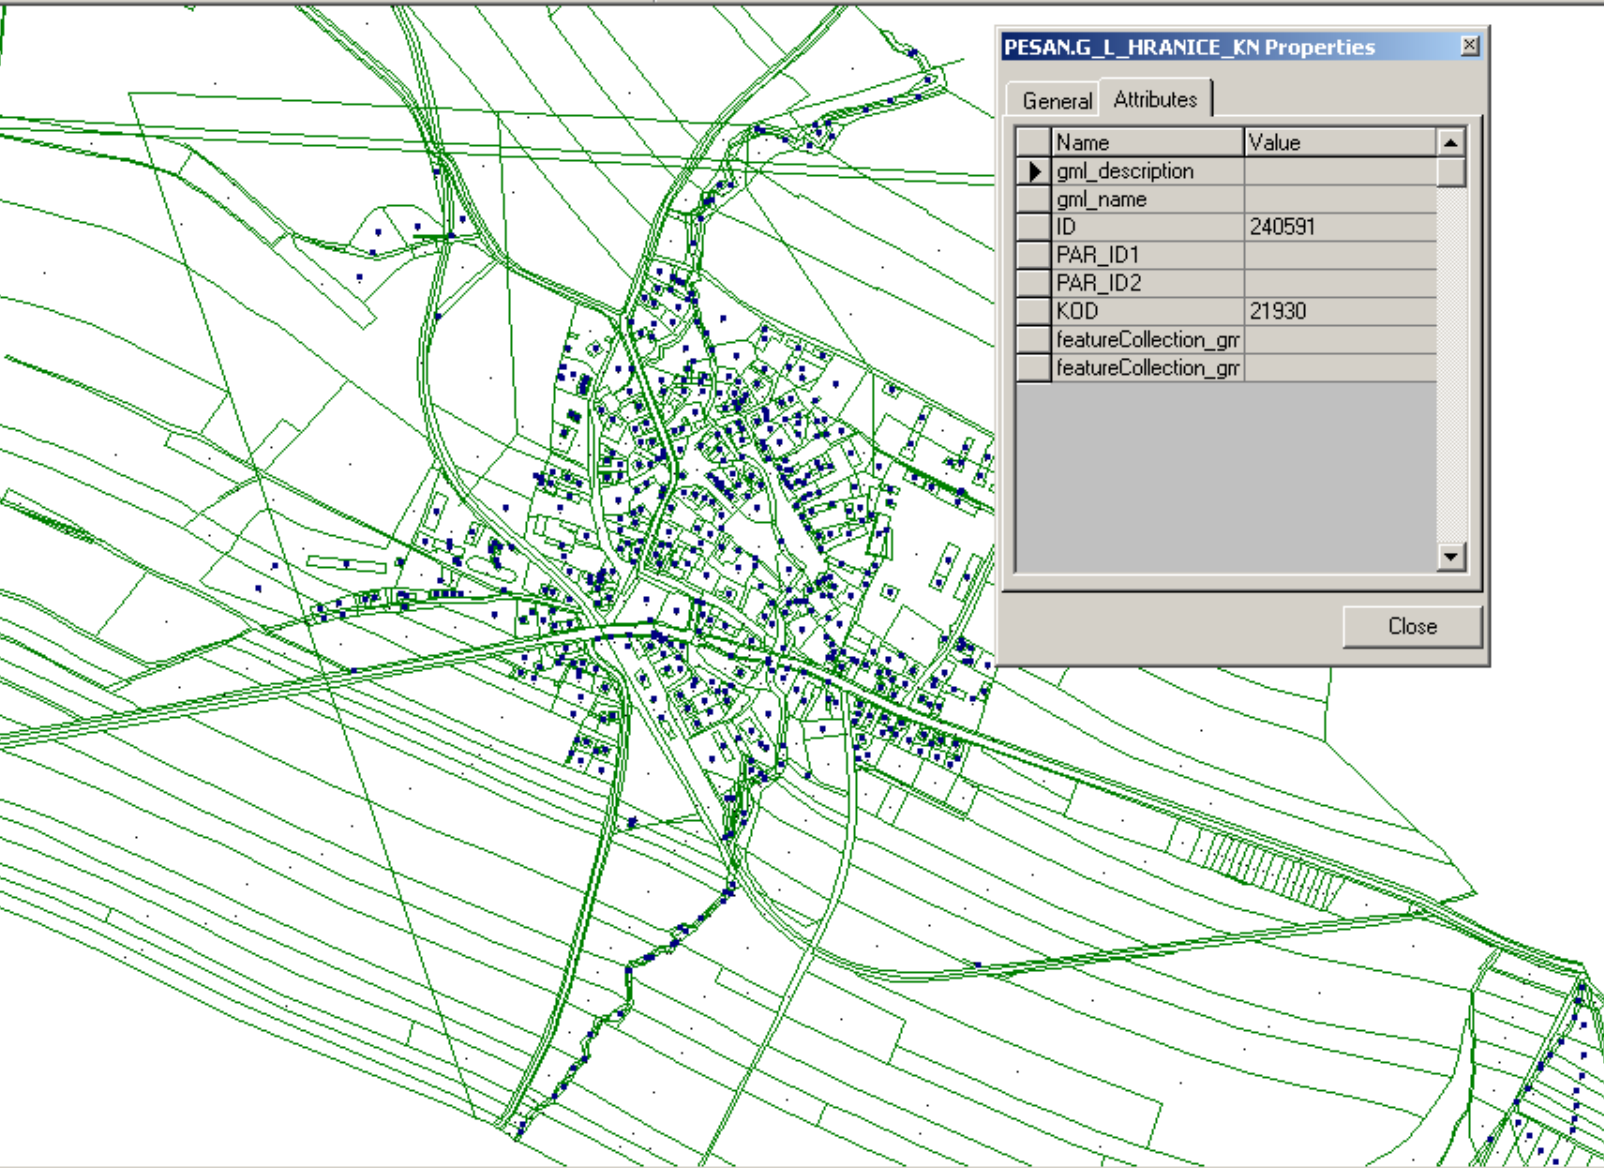 PESAN.G_L_HRANICE_KN Properties
General Attributes
Name Value
gml_description
gml_name
ID 240591
PAR_ID1
PAR_ID2
KOD 21930
featureCollection_gm
featureCollection_gm
Close